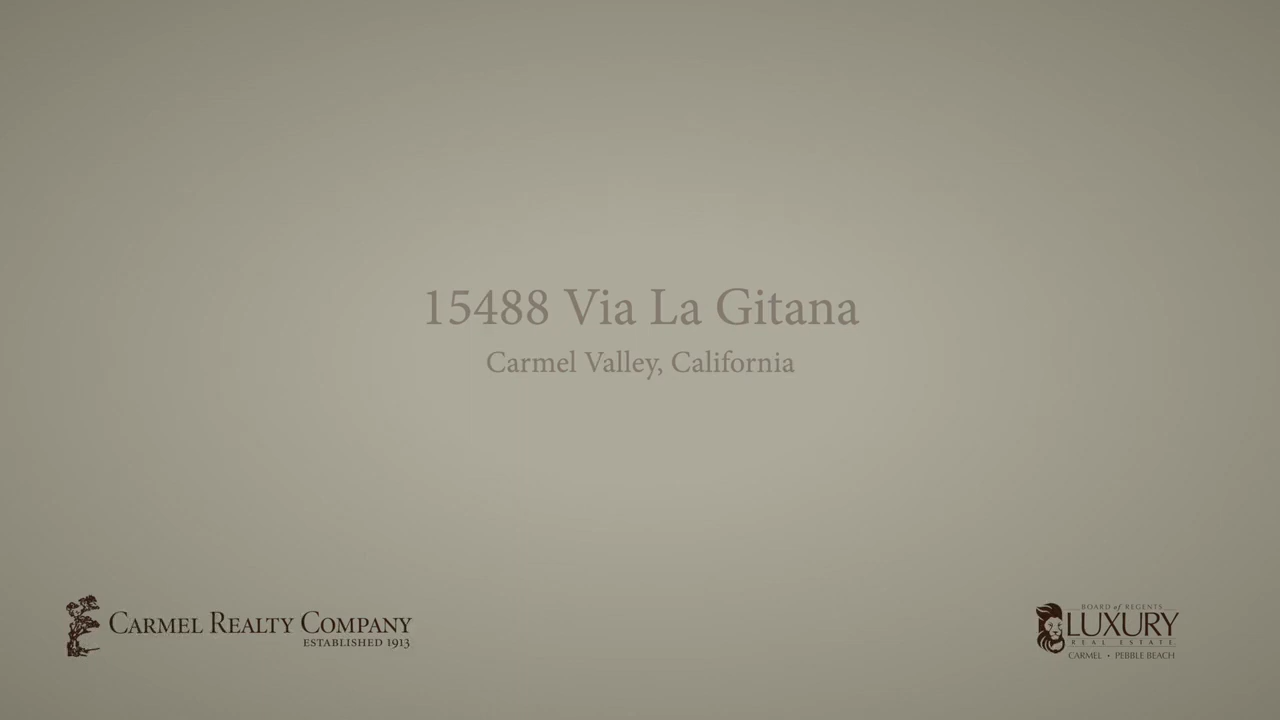 15488 Via La Gitana
Carmel Valley, California
CARMEL REALTY COMPANY
ESTABLISHED 1913
BOARD of REGENTS
LUXURY
REAL ESTATE
CARMEL • PEBBLE BEACH